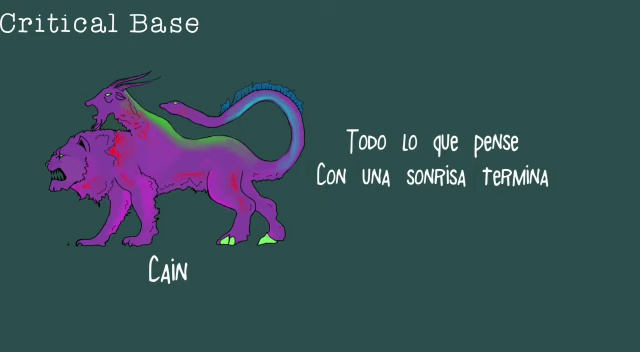 Critical Base
Todo lo que pense
Con una sonrisa termina
Cain